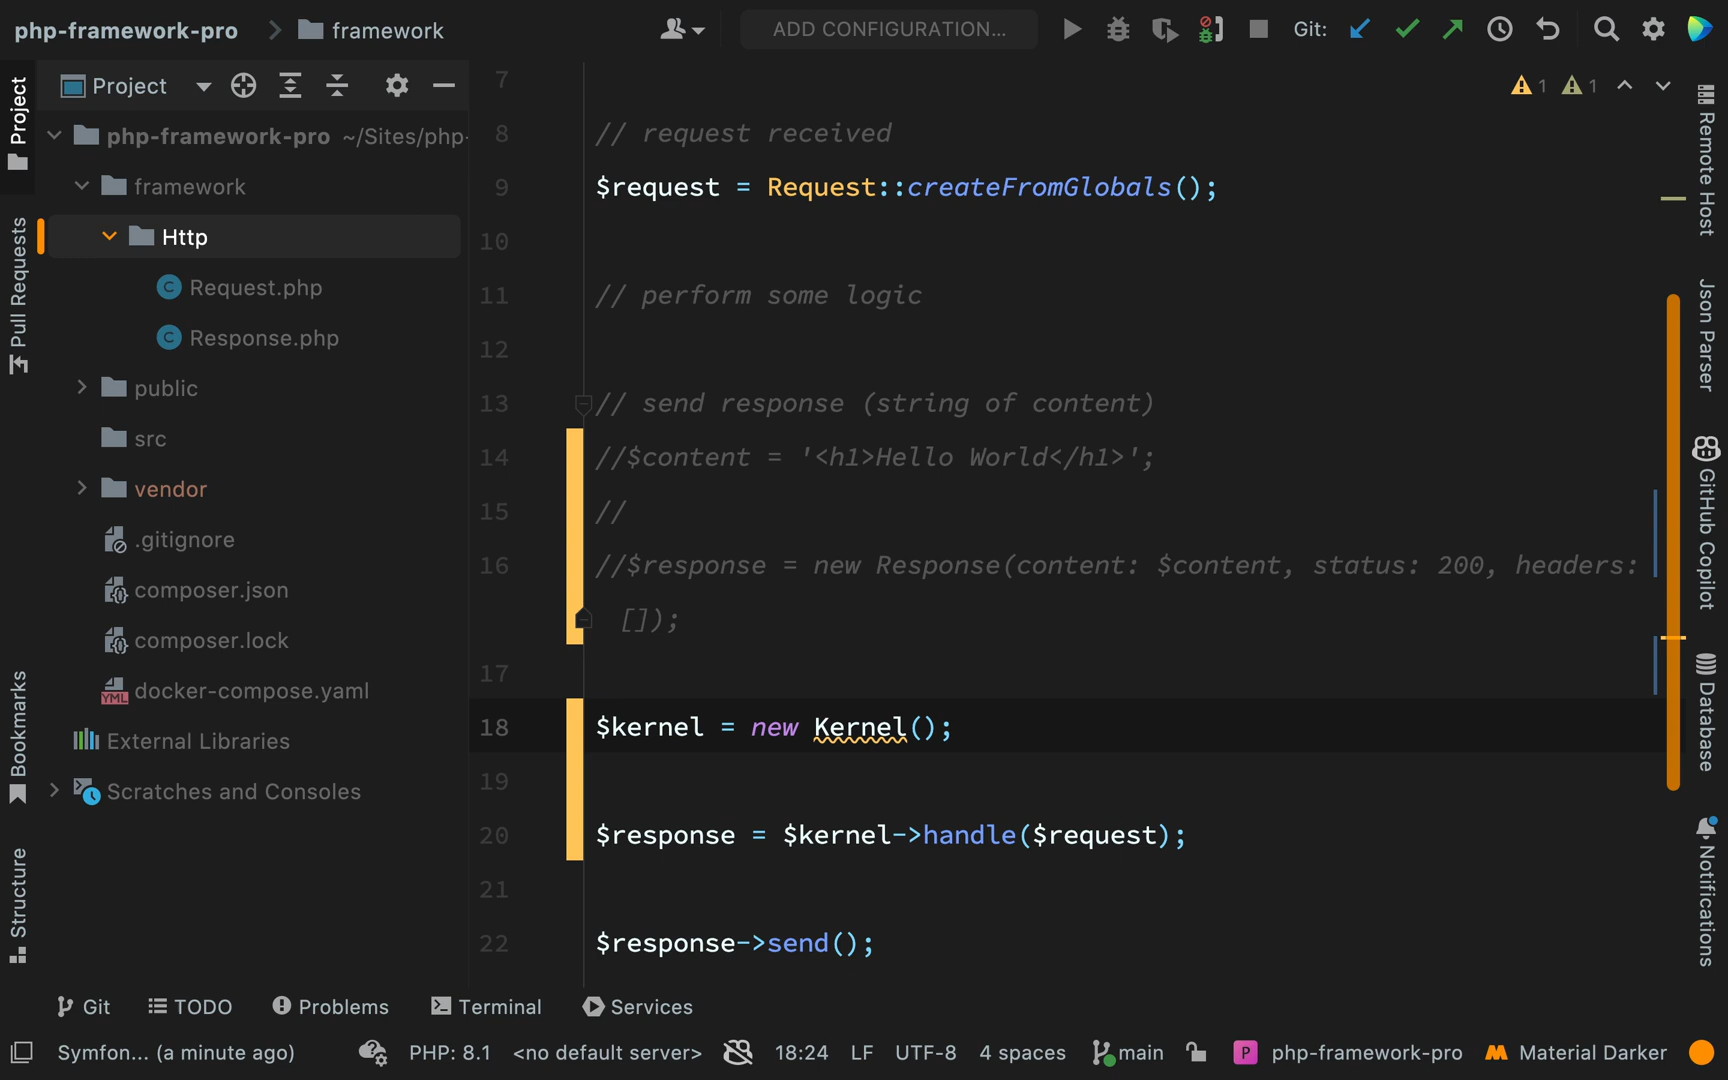 php-framework-pro
framework
ADD CONFIGURATION...
Git:
Project
Project
Pull Requests
Bookmarks
Structure
php-framework-pro ~/Sites/php-
framework
Http
Request.php
Response.php
public
src
vendor
.gitignore
composer.json
composer.lock
docker-compose.yaml
YML
External Libraries
Scratches and Consoles
1
1
7
8 // request received
9 $request = Request::createFromGlobals();
10
11 // perform some logic
12
13 // send response (string of content)
14 //$content = '<h1>Hello World</h1>';
15 //
16 //$response = new Response(content: $content, status: 200, headers:
[]);
17
18 $kernel = new Kernel();
19
20 $response = $kernel->handle($request);
21
22 $response->send();
Remote Host
Json Parser
GitHub Copilot
Database
Notifications
Git
TODO
Problems
Terminal
Services
Symfon... (a minute ago)
PHP: 8.1
<no default server>
18:24
LF
UTF-8
4 spaces
main
P
php-framework-pro
Material Darker